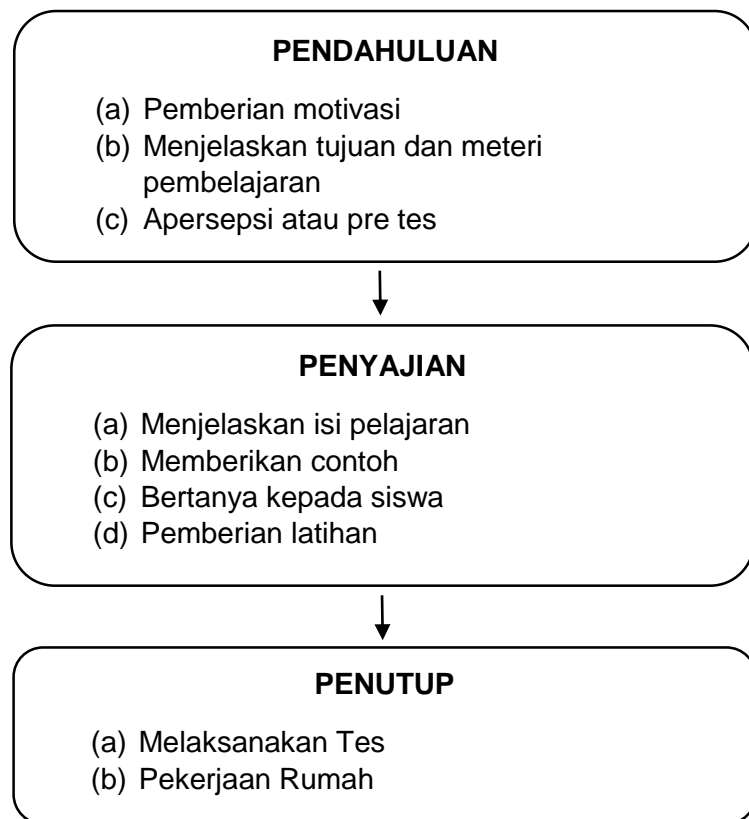 PENDAHULUAN
(a) Pemberian motivasi
(b) Menjelaskan tujuan dan meteri
pembelajaran
(c) Apersepsi atau pre tes
PENYAJIAN
(a) Menjelaskan isi pelajaran
(b) Memberikan contoh
(c) Bertanya kepada siswa
(d) Pemberian latihan
PENUTUP
(a) Melaksanakan Tes
(b) Pekerjaan Rumah